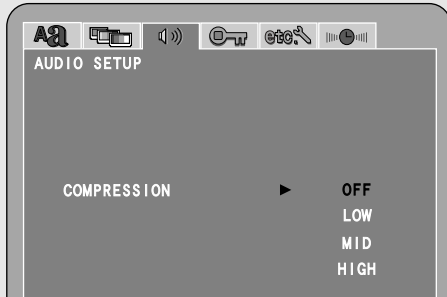 Aa etc.
AUDIO SETUP
COMPRESSION ► OFF
LOW
MID
HIGH